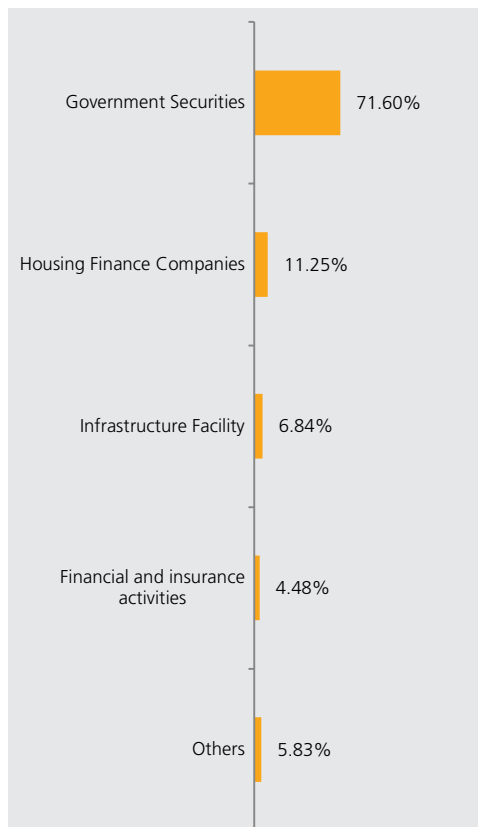 Government Securities 71.60%
Housing Finance Companies 11.25%
Infrastructure Facility 6.84%
Financial and insurance
activities 4.48%
Others 5.83%